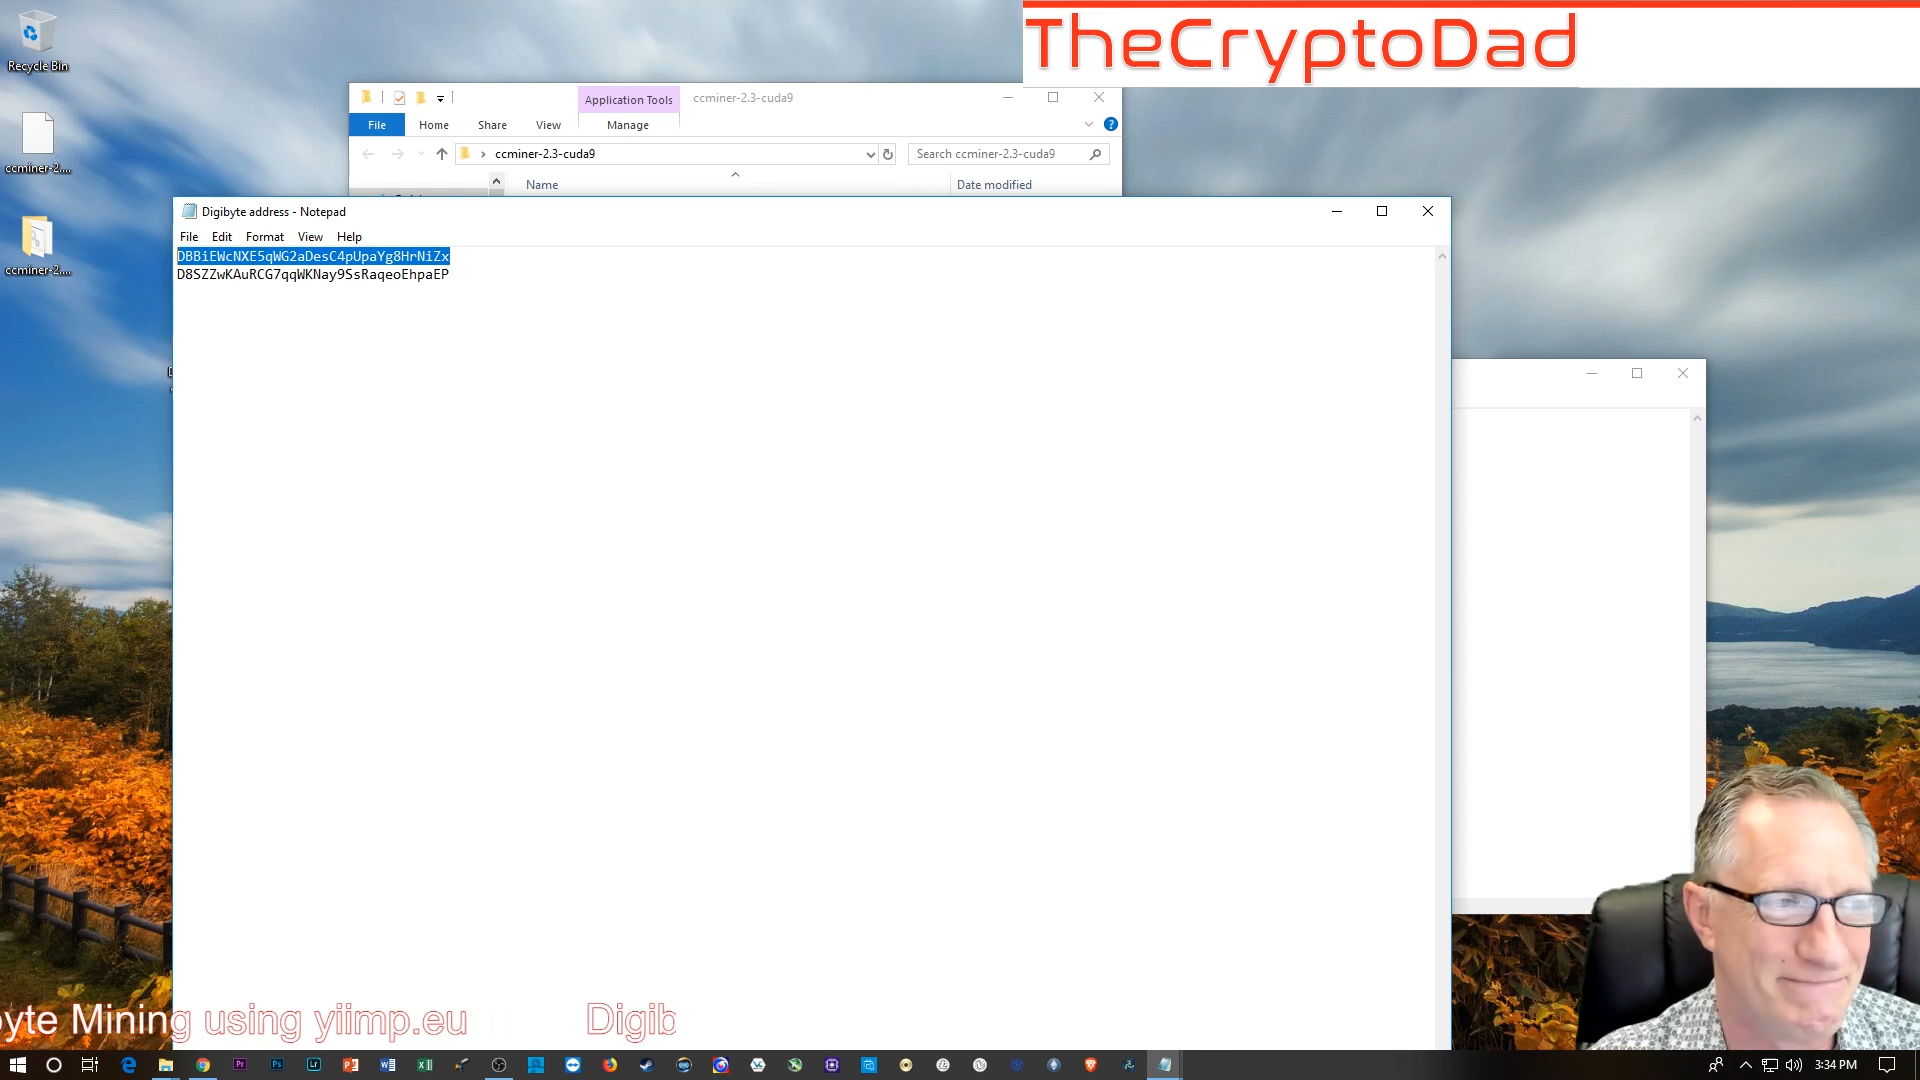 TheCryptoDad
Recycle Bin
ccminer-2....
ccminer-2....
Application Tools
ccminer-2.3-cuda9
File
Home
Share
View
Manage
ccminer-2.3-cuda9
Search ccminer-2.3-cuda9
Name
Date modified
Digibyte address - Notepad
File
Edit
Format
View
Help
DBBiEWcNXE5qWG2aDesC4pUpaYg8HrNiZx
D8SZZwKAuRCG7qqWKNay9SsRaqeoEhpaEP
byte Mining using yiimp.eu
Digib
3:34 PM